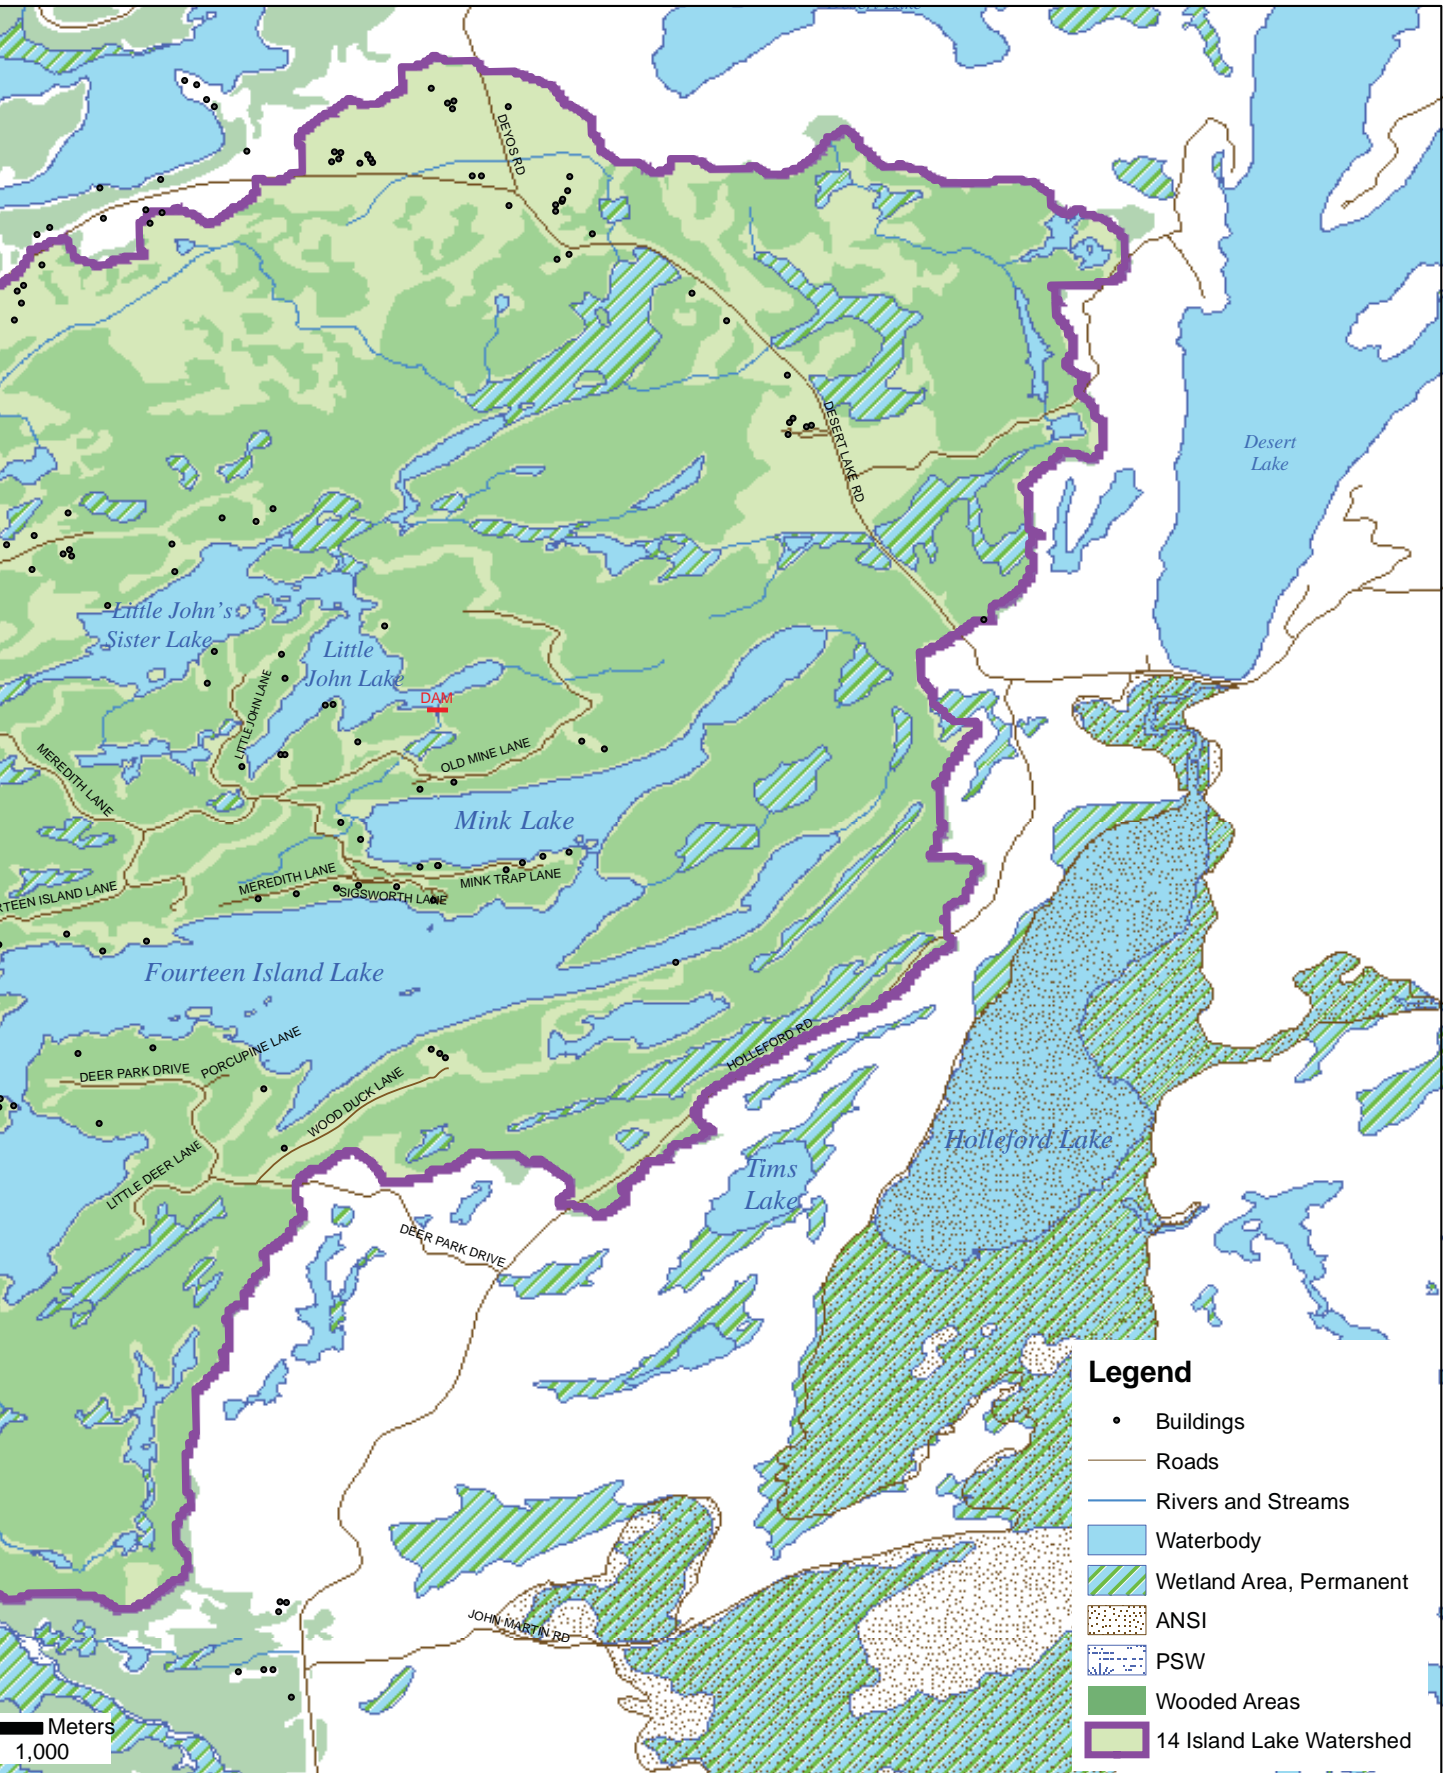 DEYOS RD
DESERT LAKE RD
Desert
Lake
Little John's
Sister Lake
Little
John Lake
DAM
LITTLE JOHN LANE
OLD MINE LANE
MEREDITH LANE
Mink Lake
MEREDITH LANE
MINK TRAP LANE
SIGSWORTH LANE
RTEEN ISLAND LANE
Fourteen Island Lake
HOLLEFORD RD
PORCUPINE LANE
DEER PARK DRIVE
WOOD DUCK LANE
Holleford Lake
Tims
Lake
LITTLE DEER LANE
DEER PARK DRIVE
JOHN MARTIN RD
Legend
Buildings
Roads
Rivers and Streams
Waterbody
Wetland Area, Permanent
ANSI
PSW
Wooded Areas
14 Island Lake Watershed
Meters
1,000